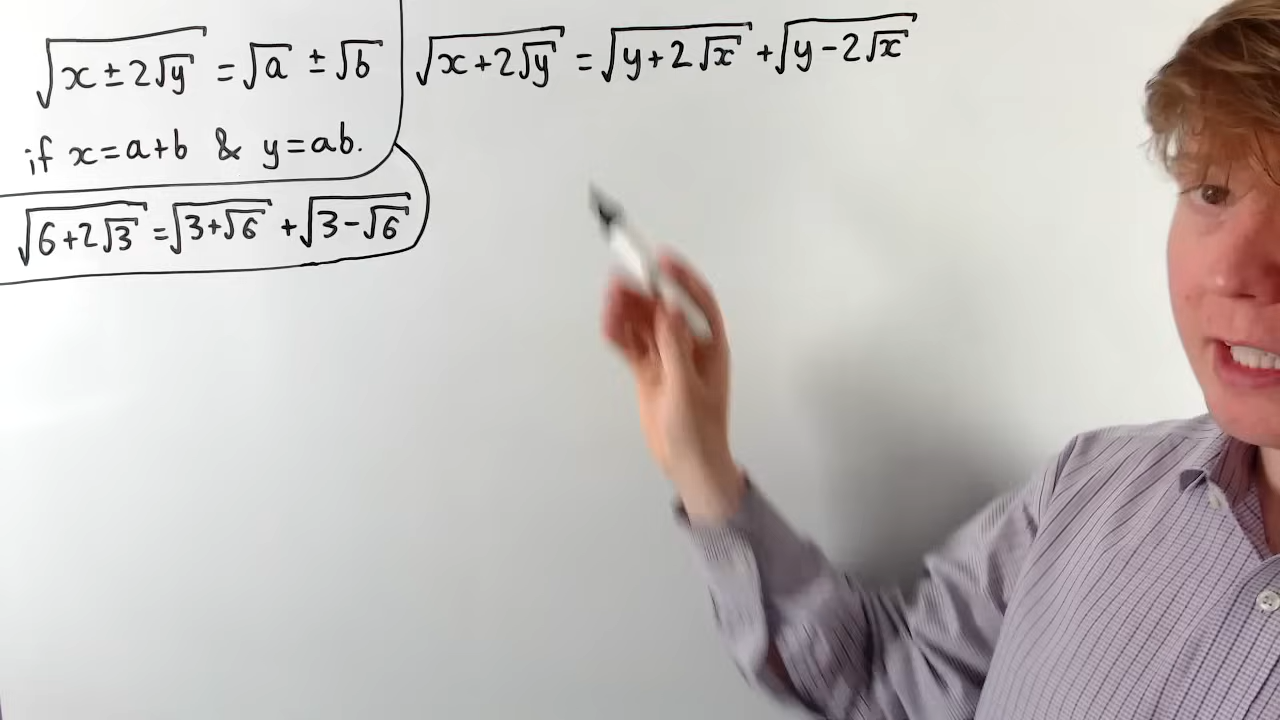 √(x ± 2√y) = √a ± √b
if x = a+b & y = ab.
√(6+2√3) = √(3+√6) + √(3-√6)
√(x+2√y) = √(y+2√x) + √(y-2√x)